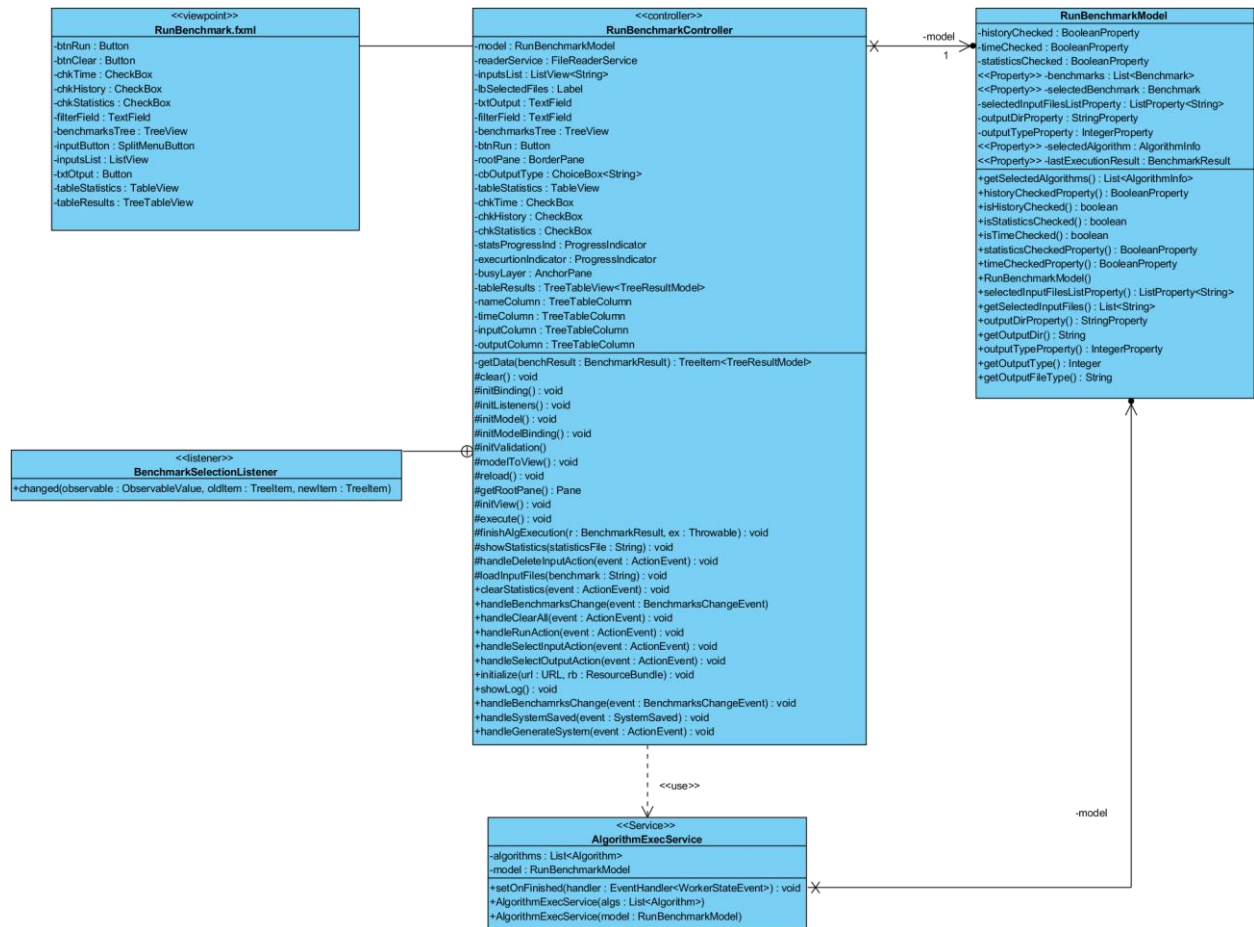 <<viewpoint>>
RunBenchmark.fxml
-btnRun : Button
-btnClear : Button
-chkTime : CheckBox
-chkHistory : CheckBox
-chkStatistics : CheckBox
-filterField : TextField
-benchmarksTree : TreeView
-inputButton : SplitMenuButton
-inputsList : ListView
-txtOtput : Button
-tableStatistics : TableView
-tableResults : TreeTableView
<<controller>>
RunBenchmarkController
-model : RunBenchmarkModel
-readerService : FileReaderService
-inputsList : ListView<String>
-lbSelectedFiles : Label
-txtOutput : TextField
-filterField : TextField
-benchmarksTree : TreeView
-btnRun : Button
-rootPane : BorderPane
-cbOutputType : ChoiceBox<String>
-tableStatistics : TableView
-chkTime : CheckBox
-chkHistory : CheckBox
-chkStatistics : CheckBox
-statsProgressInd : ProgressIndicator
-execurtionIndicator : ProgressIndicator
-busyLayer : AnchorPane
-tableResults : TreeTableView<TreeResultModel>
-nameColumn : TreeTableColumn
-timeColumn : TreeTableColumn
-inputColumn : TreeTableColumn
-outputColumn : TreeTableColumn
-getData(benchResult : BenchmarkResult) : TreeItem<TreeResultModel>
#clear() : void
#initBinding() : void
#initListeners() : void
#initModel() : void
#initModelBinding() : void
#initValidation()
#modelToView() : void
#reload() : void
#getRootPane() : Pane
#initView() : void
#execute() : void
#finishAlgExecution(r : BenchmarkResult, ex : Throwable) : void
#showStatistics(statisticsFile : String) : void
#handleDeleteInputAction(event : ActionEvent) : void
#loadInputFiles(benchmark : String) : void
+clearStatistics(event : ActionEvent) : void
+handleBenchmarksChange(event : BenchmarksChangeEvent)
+handleClearAll(event : ActionEvent) : void
+handleRunAction(event : ActionEvent) : void
+handleSelectInputAction(event : ActionEvent) : void
+handleSelectOutputAction(event : ActionEvent) : void
+initialize(url : URL, rb : ResourceBundle) : void
+showLog() : void
+handleBenchamrksChange(event : BenchmarksChangeEvent) : void
+handleSystemSaved(event : SystemSaved) : void
+handleGenerateSystem(event : ActionEvent) : void
-model
1
RunBenchmarkModel
-historyChecked : BooleanProperty
-timeChecked : BooleanProperty
-statisticsChecked : BooleanProperty
<<Property>> -benchmarks : List<Benchmark>
<<Property>> -selectedBenchmark : Benchmark
-selectedInputFilesListProperty : ListProperty<String>
-outputDirProperty : StringProperty
-outputTypeProperty : IntegerProperty
<<Property>> -selectedAlgorithm : AlgorithmInfo
<<Property>> -lastExecutionResult : BenchmarkResult
+getSelectedAlgorithms() : List<AlgorithmInfo>
+historyCheckedProperty() : BooleanProperty
+isHistoryChecked() : boolean
+isStatisticsChecked() : boolean
+isTimeChecked() : boolean
+statisticsCheckedProperty() : BooleanProperty
+timeCheckedProperty() : BooleanProperty
+RunBenchmarkModel()
+selectedInputFilesListProperty() : ListProperty<String>
+getSelectedInputFiles() : List<String>
+outputDirProperty() : StringProperty
+getOutputDir() : String
+outputTypeProperty() : IntegerProperty
+getOutputType() : Integer
+getOutputFileType() : String
<<listener>>
BenchmarkSelectionListener
+changed(observable : ObservableValue, oldItem : TreeItem, newItem : TreeItem)
<<use>>
-model
<<Service>>
AlgorithmExecService
-algorithms : List<Algorithm>
-model : RunBenchmarkModel
+setOnFinished(handler : EventHandler<WorkerStateEvent>) : void
+AlgorithmExecService(algs : List<Algorithm>)
+AlgorithmExecService(model : RunBenchmarkModel)